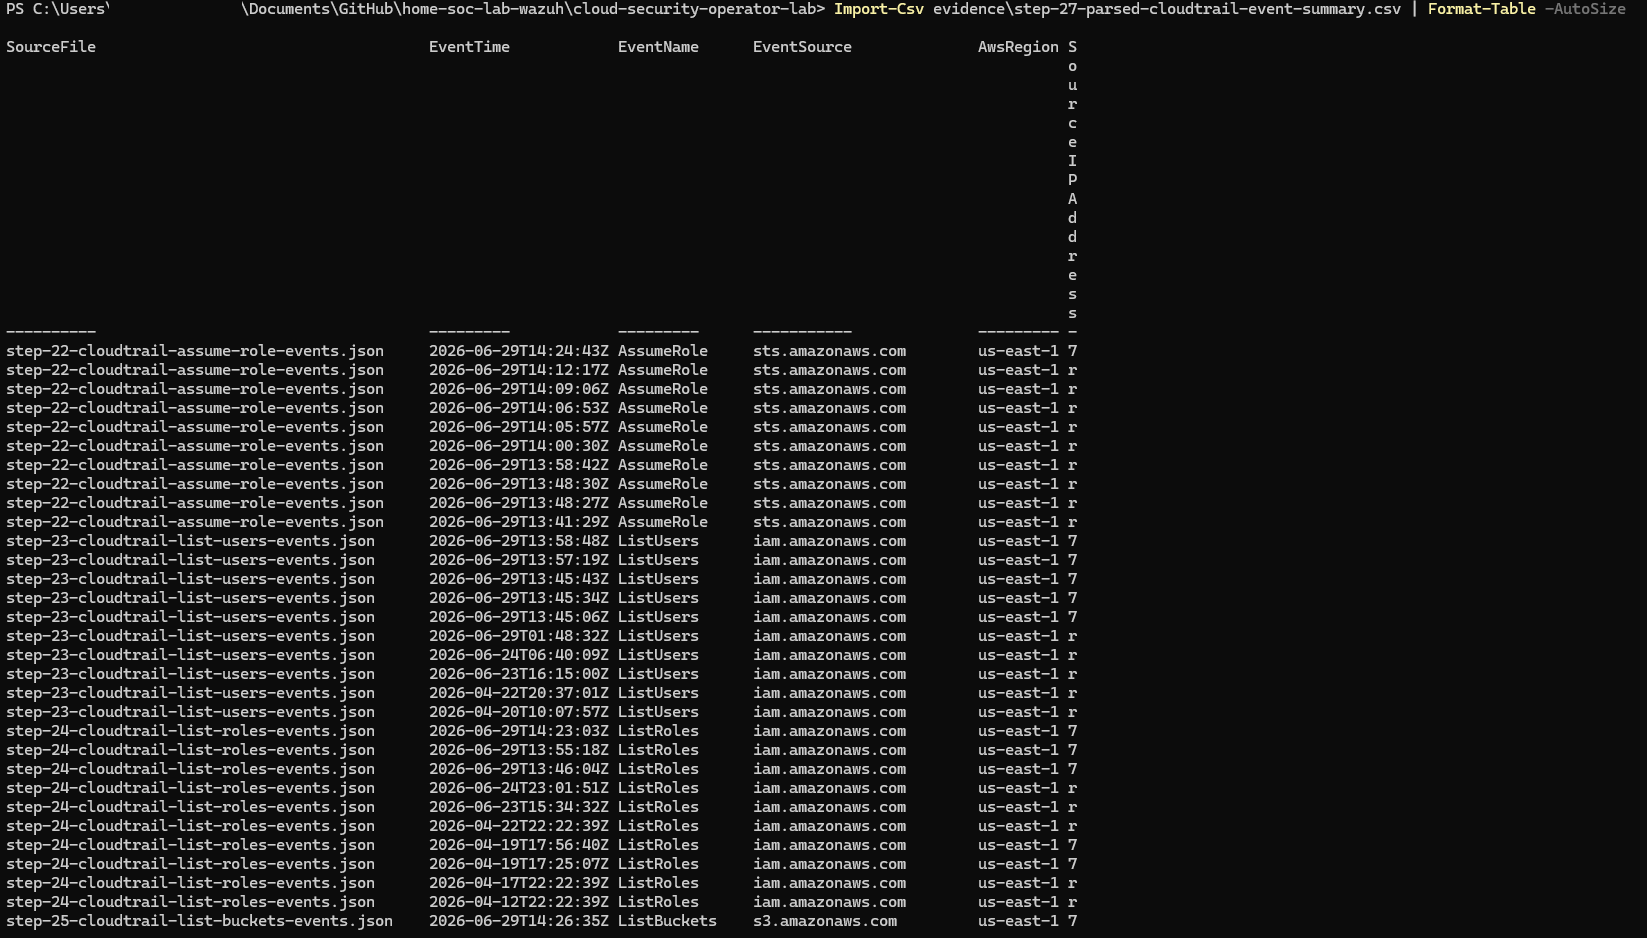 PS C:\Users\ \Documents\GitHub\home-soc-lab-wazuh\cloud-security-operator-lab> Import-Csv evidence\step-27-parsed-cloudtrail-event-summary.csv | Format-Table -AutoSize
SourceFile EventTime EventName EventSource AwsRegion S
o
u
r
c
e
I
P
A
d
d
r
e
s
s
---------- --------- --------- ----------- --------- -
step-22-cloudtrail-assume-role-events.json 2026-06-29T14:24:43Z AssumeRole sts.amazonaws.com us-east-1 7
step-22-cloudtrail-assume-role-events.json 2026-06-29T14:12:17Z AssumeRole sts.amazonaws.com us-east-1 r
step-22-cloudtrail-assume-role-events.json 2026-06-29T14:09:06Z AssumeRole sts.amazonaws.com us-east-1 r
step-22-cloudtrail-assume-role-events.json 2026-06-29T14:06:53Z AssumeRole sts.amazonaws.com us-east-1 r
step-22-cloudtrail-assume-role-events.json 2026-06-29T14:05:57Z AssumeRole sts.amazonaws.com us-east-1 r
step-22-cloudtrail-assume-role-events.json 2026-06-29T14:00:30Z AssumeRole sts.amazonaws.com us-east-1 r
step-22-cloudtrail-assume-role-events.json 2026-06-29T13:58:42Z AssumeRole sts.amazonaws.com us-east-1 r
step-22-cloudtrail-assume-role-events.json 2026-06-29T13:48:30Z AssumeRole sts.amazonaws.com us-east-1 r
step-22-cloudtrail-assume-role-events.json 2026-06-29T13:48:27Z AssumeRole sts.amazonaws.com us-east-1 r
step-22-cloudtrail-assume-role-events.json 2026-06-29T13:41:29Z AssumeRole sts.amazonaws.com us-east-1 r
step-23-cloudtrail-list-users-events.json 2026-06-29T13:58:48Z ListUsers iam.amazonaws.com us-east-1 7
step-23-cloudtrail-list-users-events.json 2026-06-29T13:57:19Z ListUsers iam.amazonaws.com us-east-1 7
step-23-cloudtrail-list-users-events.json 2026-06-29T13:45:43Z ListUsers iam.amazonaws.com us-east-1 7
step-23-cloudtrail-list-users-events.json 2026-06-29T13:45:34Z ListUsers iam.amazonaws.com us-east-1 7
step-23-cloudtrail-list-users-events.json 2026-06-29T13:45:06Z ListUsers iam.amazonaws.com us-east-1 7
step-23-cloudtrail-list-users-events.json 2026-06-29T01:48:32Z ListUsers iam.amazonaws.com us-east-1 r
step-23-cloudtrail-list-users-events.json 2026-06-24T06:40:09Z ListUsers iam.amazonaws.com us-east-1 r
step-23-cloudtrail-list-users-events.json 2026-06-23T16:15:00Z ListUsers iam.amazonaws.com us-east-1 r
step-23-cloudtrail-list-users-events.json 2026-04-22T20:37:01Z ListUsers iam.amazonaws.com us-east-1 r
step-23-cloudtrail-list-users-events.json 2026-04-20T10:07:57Z ListUsers iam.amazonaws.com us-east-1 r
step-24-cloudtrail-list-roles-events.json 2026-06-29T14:23:03Z ListRoles iam.amazonaws.com us-east-1 7
step-24-cloudtrail-list-roles-events.json 2026-06-29T13:55:18Z ListRoles iam.amazonaws.com us-east-1 7
step-24-cloudtrail-list-roles-events.json 2026-06-29T13:46:04Z ListRoles iam.amazonaws.com us-east-1 7
step-24-cloudtrail-list-roles-events.json 2026-06-24T23:01:51Z ListRoles iam.amazonaws.com us-east-1 r
step-24-cloudtrail-list-roles-events.json 2026-06-23T15:34:32Z ListRoles iam.amazonaws.com us-east-1 r
step-24-cloudtrail-list-roles-events.json 2026-04-22T22:22:39Z ListRoles iam.amazonaws.com us-east-1 r
step-24-cloudtrail-list-roles-events.json 2026-04-19T17:56:40Z ListRoles iam.amazonaws.com us-east-1 7
step-24-cloudtrail-list-roles-events.json 2026-04-19T17:25:07Z ListRoles iam.amazonaws.com us-east-1 7
step-24-cloudtrail-list-roles-events.json 2026-04-17T22:22:39Z ListRoles iam.amazonaws.com us-east-1 r
step-24-cloudtrail-list-roles-events.json 2026-04-12T22:22:39Z ListRoles iam.amazonaws.com us-east-1 r
step-25-cloudtrail-list-buckets-events.json 2026-06-29T14:26:35Z ListBuckets s3.amazonaws.com us-east-1 7